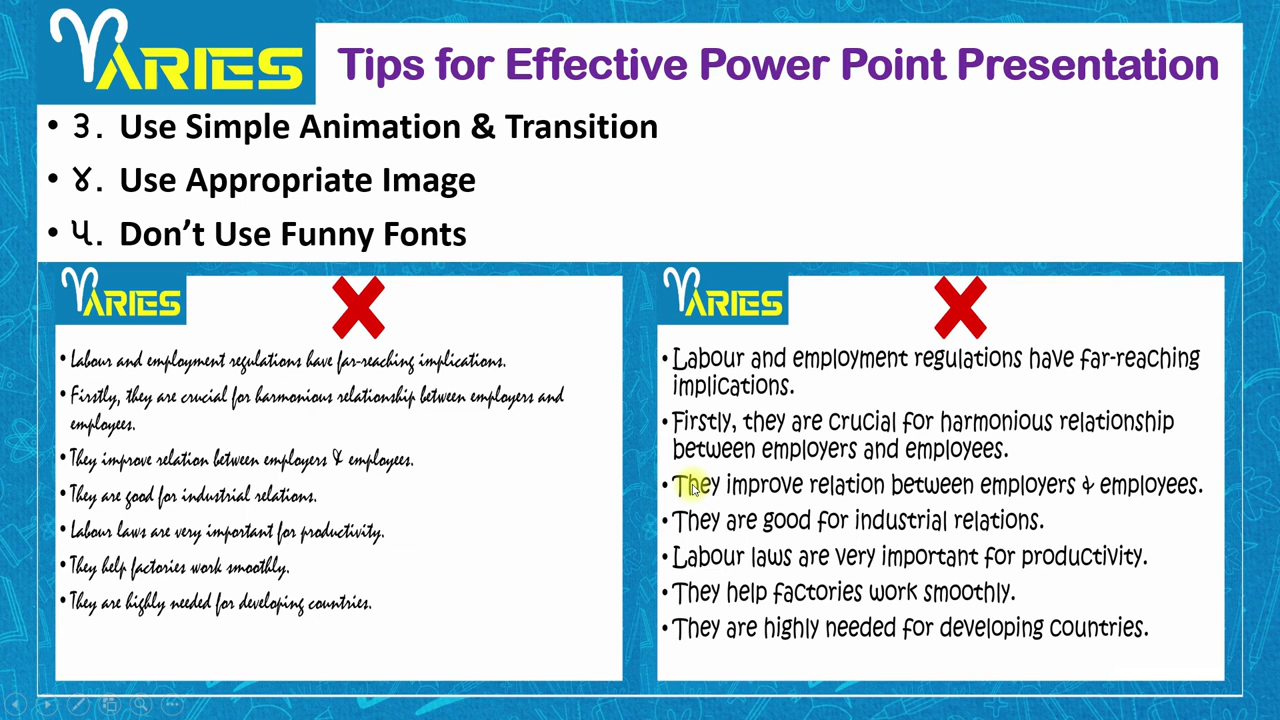 ARIES
Tips for Effective Power Point Presentation
• ३. Use Simple Animation & Transition
• ४. Use Appropriate Image
• ५. Don’t Use Funny Fonts
ARIES
• Labour and employment regulations have far-reaching implications.
• Firstly, they are crucial for harmonious relationship between employers and
employees.
• They improve relation between employers & employees.
• They are good for industrial relations.
• Labour laws are very important for productivity.
• They help factories work smoothly.
• They are highly needed for developing countries.
ARIES
• Labour and employment regulations have far-reaching
implications.
• Firstly, they are crucial for harmonious relationship
between employers and employees.
• They improve relation between employers & employees.
• They are good for industrial relations.
• Labour laws are very important for productivity.
• They help factories work smoothly.
• They are highly needed for developing countries.